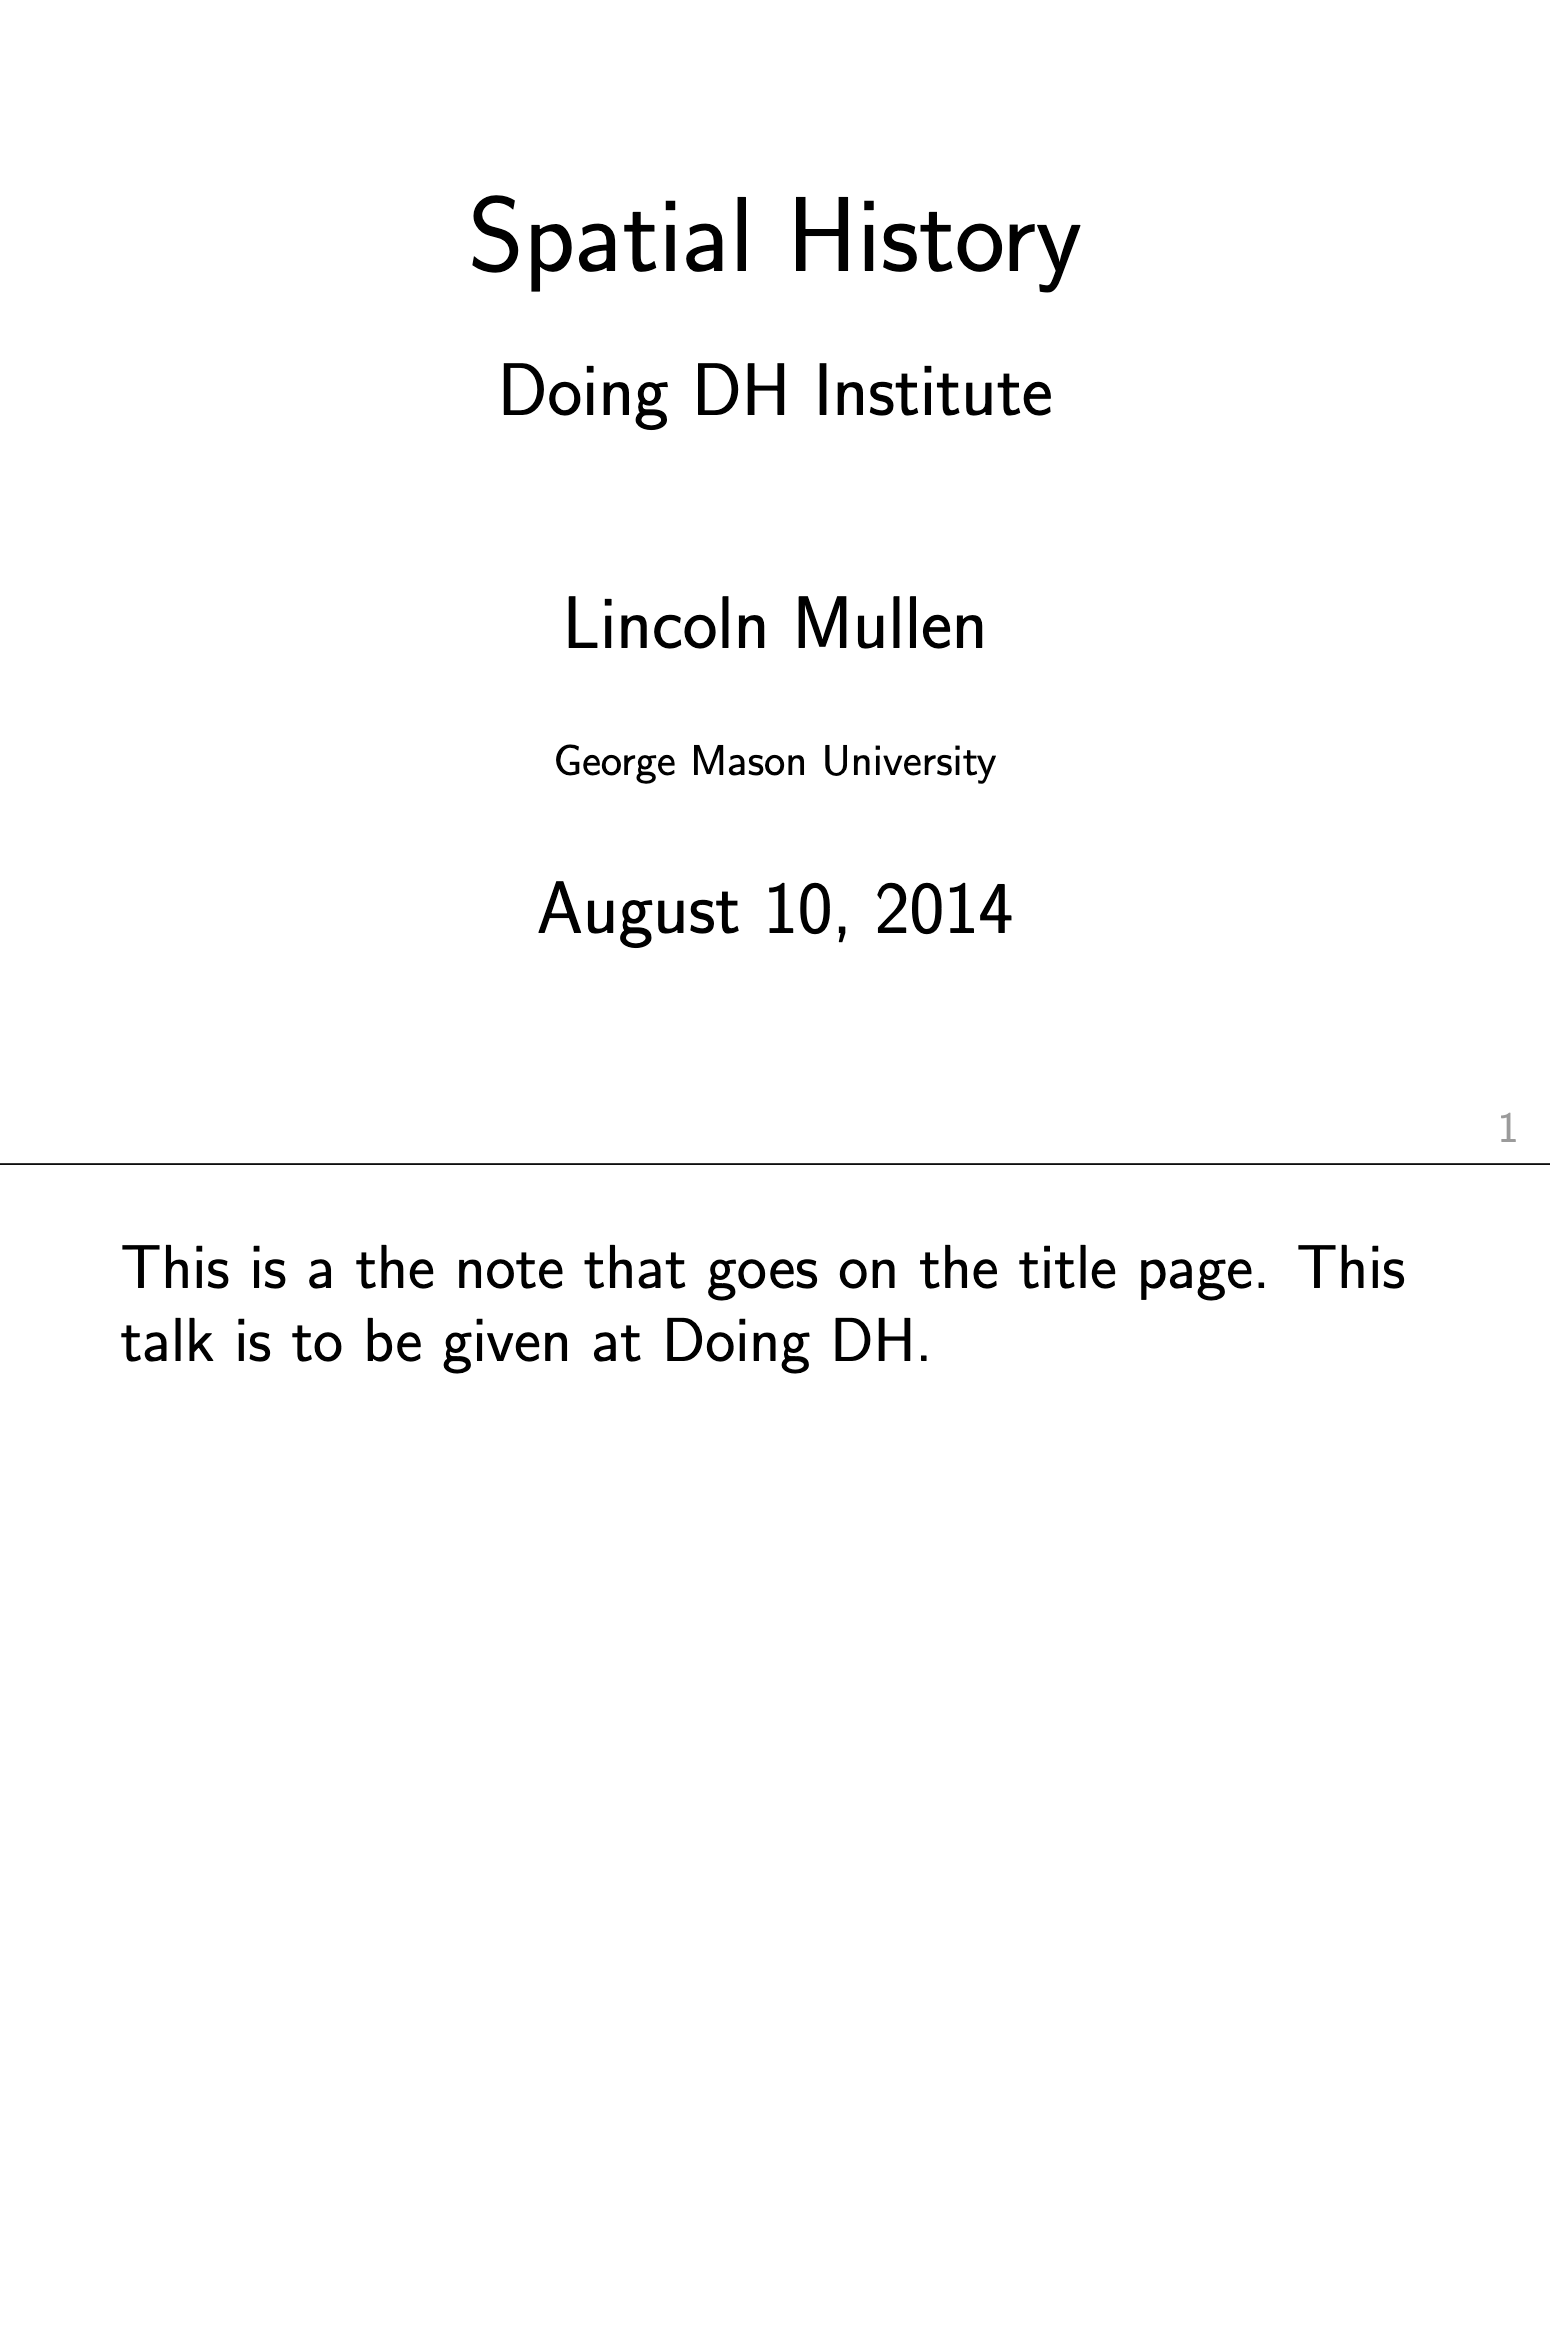 Spatial History
Doing DH Institute
Lincoln Mullen
George Mason University
August 10, 2014
1
This is a the note that goes on the title page. This
talk is to be given at Doing DH.